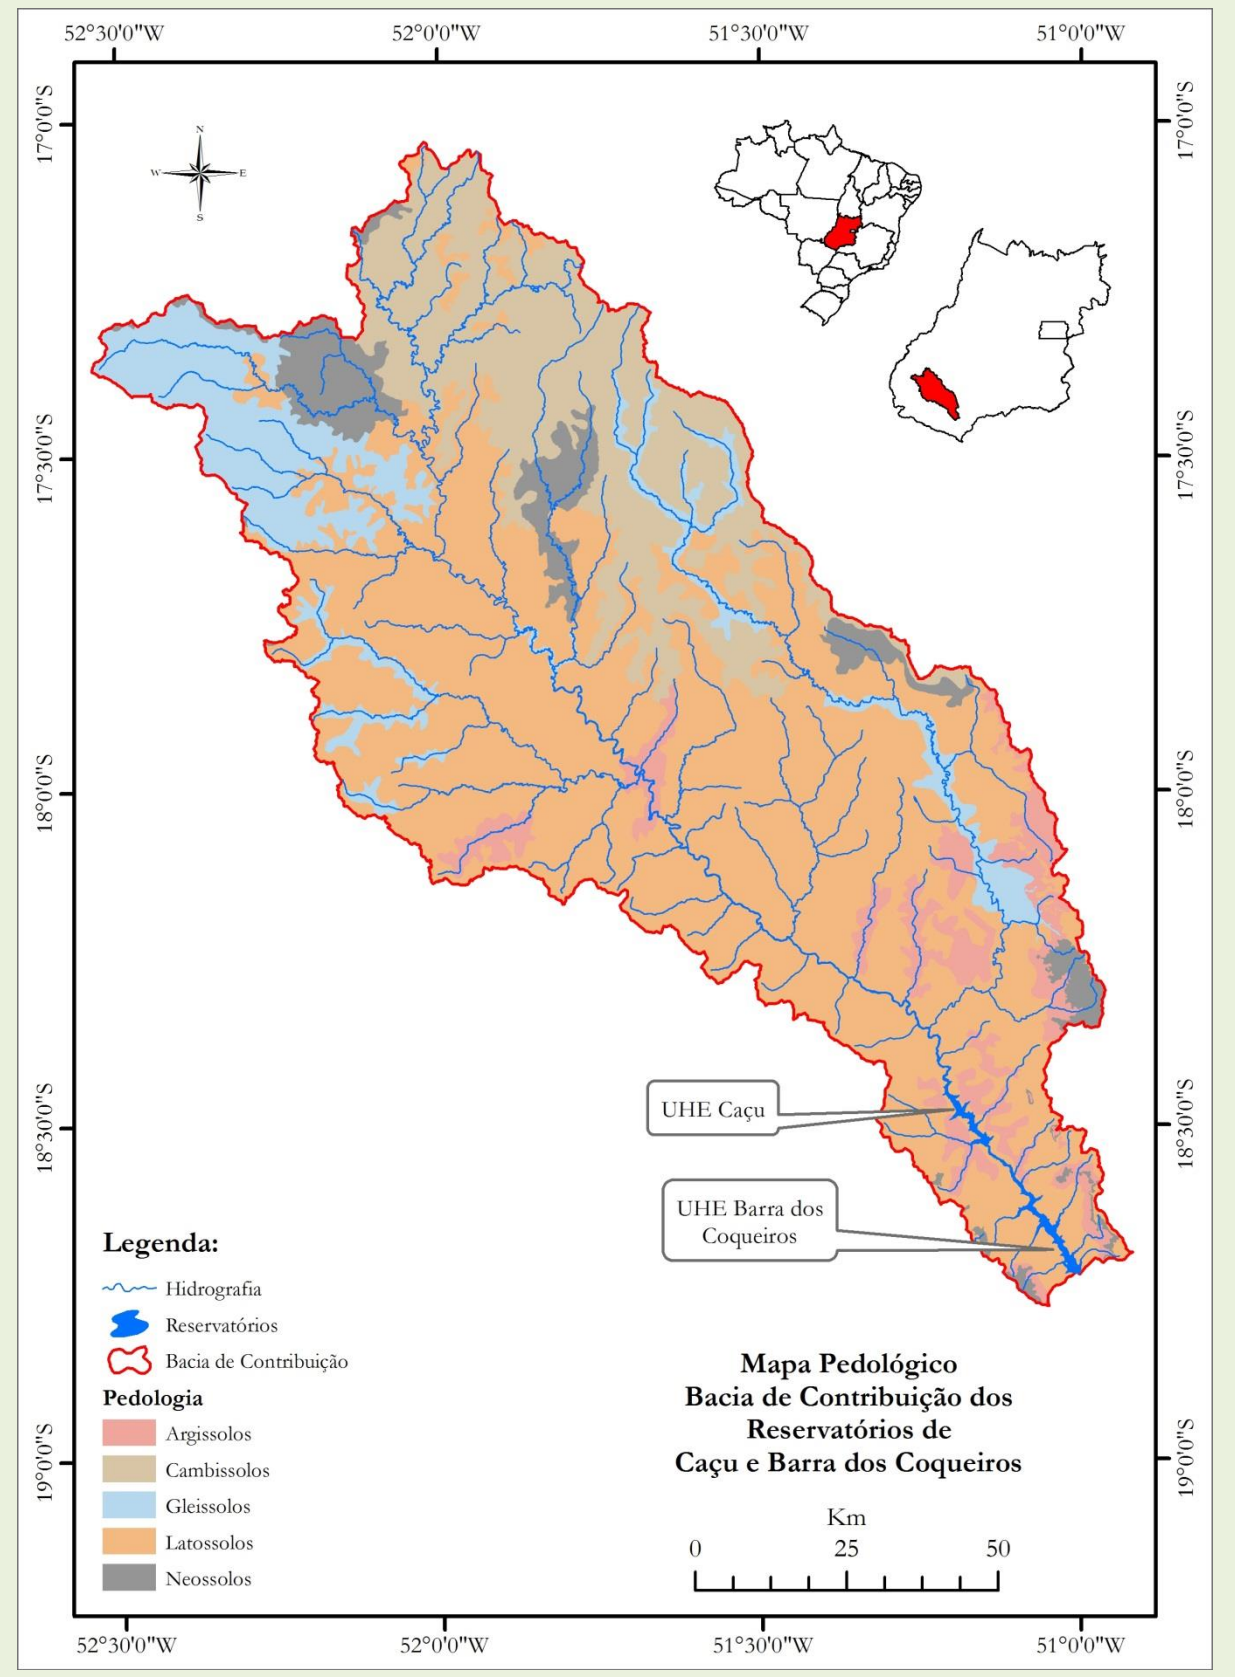 52°30'0"W 52°0'0"W 51°30'0"W 51°0'0"W
17°0'0"S
17°0'0"S
N
W E
S
17°30'0"S
17°30'0"S
18°0'0"S
18°0'0"S
UHE Caçu
18°30'0"S
18°30'0"S
UHE Barra dos
Coqueiros
Legenda:
Hidrografia
Reservatórios
Bacia de Contribuição
Pedologia
Argissolos
Cambissolos
Gleissolos
Latossolos
Neossolos
Mapa Pedológico
Bacia de Contribuição dos
Reservatórios de
Caçu e Barra dos Coqueiros
19°0'0"S
19°0'0"S
Km
0 25 50
52°30'0"W 52°0'0"W 51°30'0"W 51°0'0"W